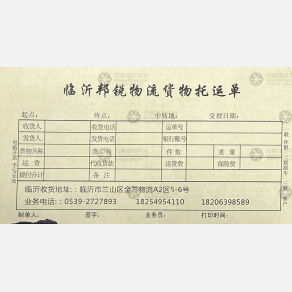 临沂邦锐物流货物托运单
起点： 终点： 中转地： 受理日期：
收货人 收货电话 运单号
发货人 发货电话 银行账号
货物名称 件数 重量
运费 代收货款 送货费 保险费
提付合计 备注
临沂收货地址：临沂市兰山区金兰物流A2区5-6号
业务电话：0539-2727893 18254954110 18206398589
制单人： 签字： 业务员： 打印时间：